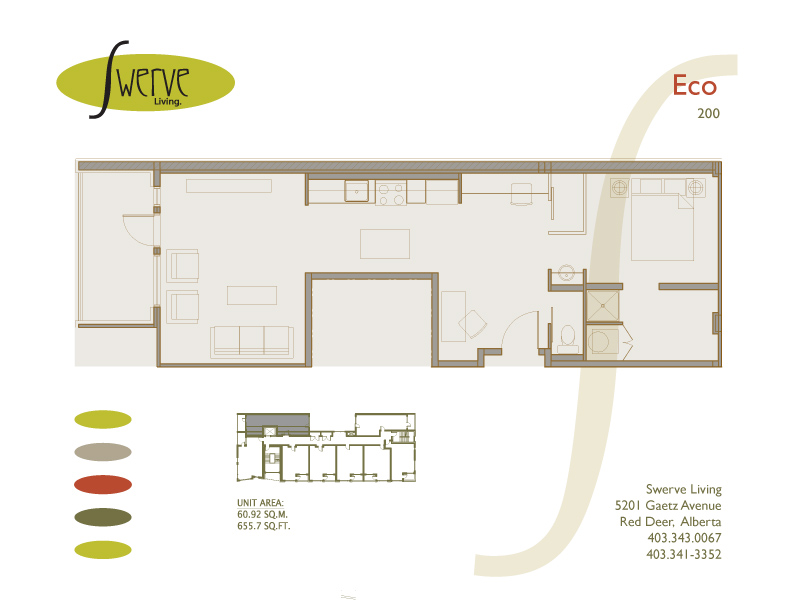 Swerve
Living.
Eco
200
UNIT AREA:
60.92 SQ.M.
655.7 SQ.FT.
Swerve Living
5201 Gaetz Avenue
Red Deer, Alberta
403.343.0067
403.341-3352